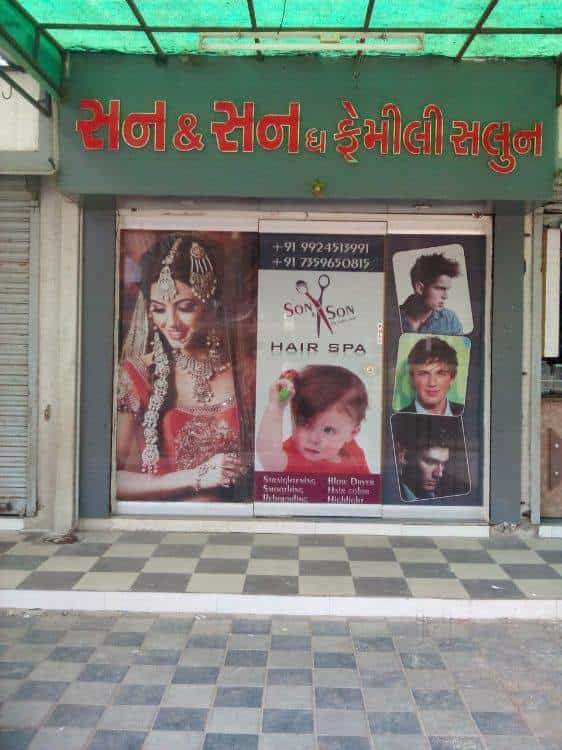 સન & સન ધ ફેમીલી સલુન
+91 9924513991
+91 7359650815
SON & SON
HAIR SPA
STRAIGHTENING BLOW DRYER
SMOOTHING HAIR COLOR
REBONDING HIGHLIGHT